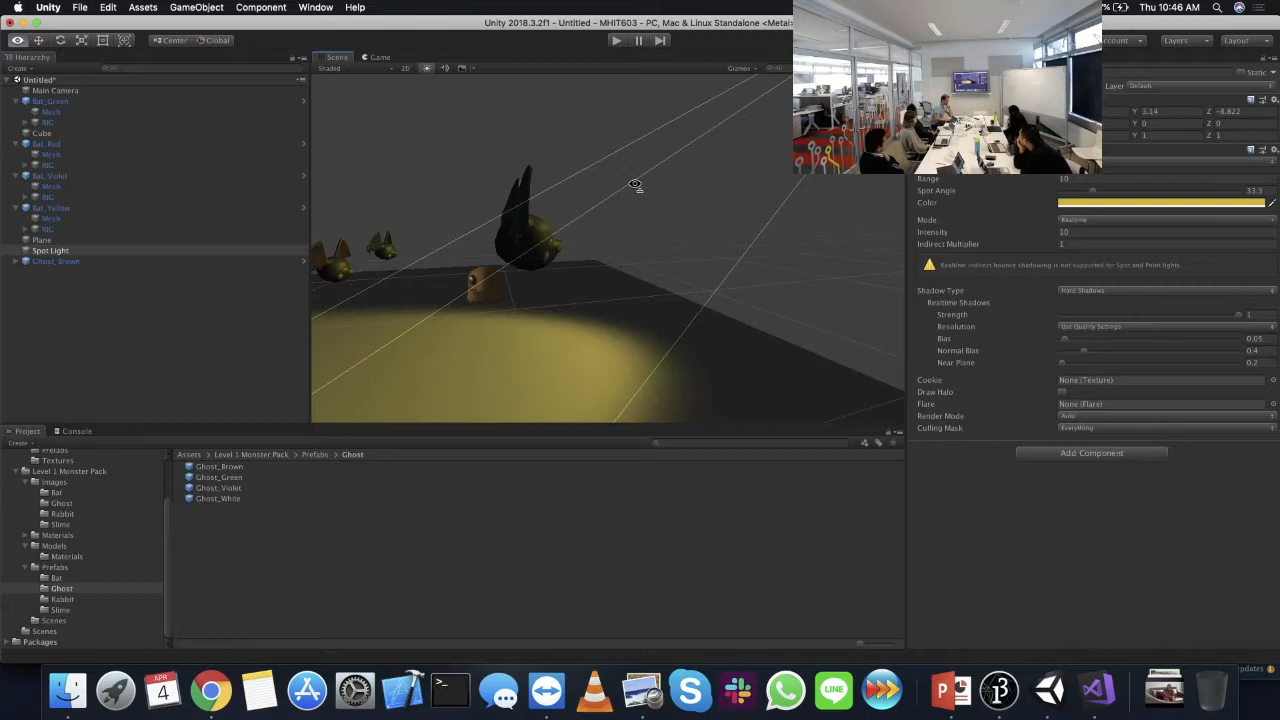 Unity File Edit Assets GameObject Component Window Help
% Thu 10:46 AM
Unity 2018.3.2f1 - Untitled - MHIT603 - PC, Mac & Linux Standalone <Metal>
Center Global
Account Layers Layout
Hierarchy
Scene Game
Create
Shaded 2D Gizmos
Untitled*
Main Camera
Bat_Green
Mesh
RIG
Cube
Bat_Red
Mesh
RIG
Bat_Violet
Mesh
RIG
Bat_Yellow
Mesh
RIG
Plane
Spot Light
Ghost_Brown
Static
Layer Default
Y 3.14 Z -8.822
Y 0 Z 0
Y 1 Z 1
Range 10
Spot Angle 33.3
Color
Mode Realtime
Intensity 10
Indirect Multiplier 1
Realtime indirect bounce shadowing is not supported for Spot and Point lights.
Shadow Type Hard Shadows
Realtime Shadows
Strength 1
Resolution Use Quality Settings
Bias 0.05
Normal Bias 0.4
Near Plane 0.2
Cookie None (Texture)
Draw Halo
Flare None (Flare)
Render Mode Auto
Culling Mask Everything
Add Component
Project Console
Create
Prefabs
Textures
Level 1 Monster Pack
Images
Bat
Ghost
Rabbit
Slime
Materials
Models
Materials
Prefabs
Bat
Ghost
Rabbit
Slime
Scenes
Scenes
Packages
Assets Level 1 Monster Pack Prefabs Ghost
Ghost_Brown
Ghost_Green
Ghost_Violet
Ghost_White
Updates 1
APR
4
LINE